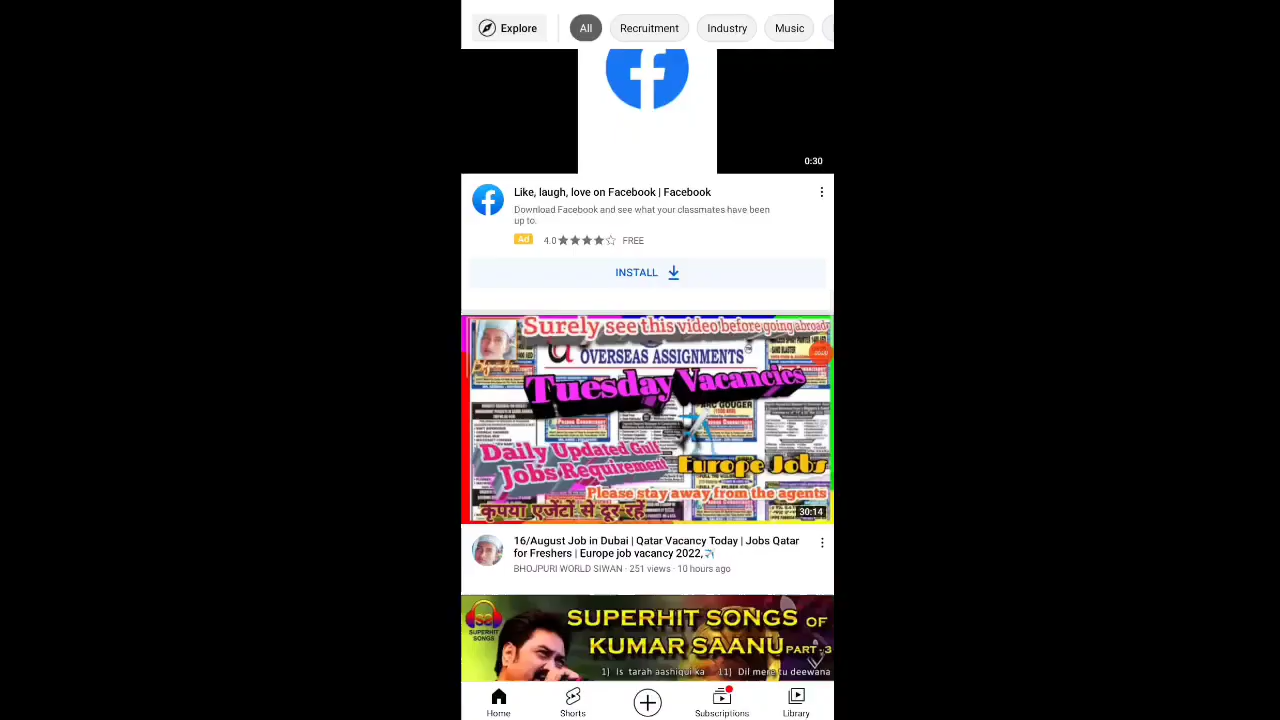 Explore
All
Recruitment
Industry
Music
0:30
Like, laugh, love on Facebook | Facebook
Download Facebook and see what your classmates have been
up to.
Ad
4.0
FREE
INSTALL
Surely see this video before going abroad
OVERSEAS ASSIGNMENTS
Tuesday Vacancies
Daily Updated Gulf
Jobs Requirement
Europe Jobs
Please stay away from the agents
कृपया एजेंटों से दूर रहें
30:14
16/August Job in Dubai | Qatar Vacancy Today | Jobs Qatar
for Freshers | Europe job vacancy 2022,✈️
BHOJPURI WORLD SIWAN · 251 views · 10 hours ago
SUPERHIT SONGS OF
KUMAR SAANU PART - 3
SUPERHIT
SONGS
1) Is tarah aashiqui ka 11) Dil mere tu deewana
Home
Shorts
Subscriptions
Library